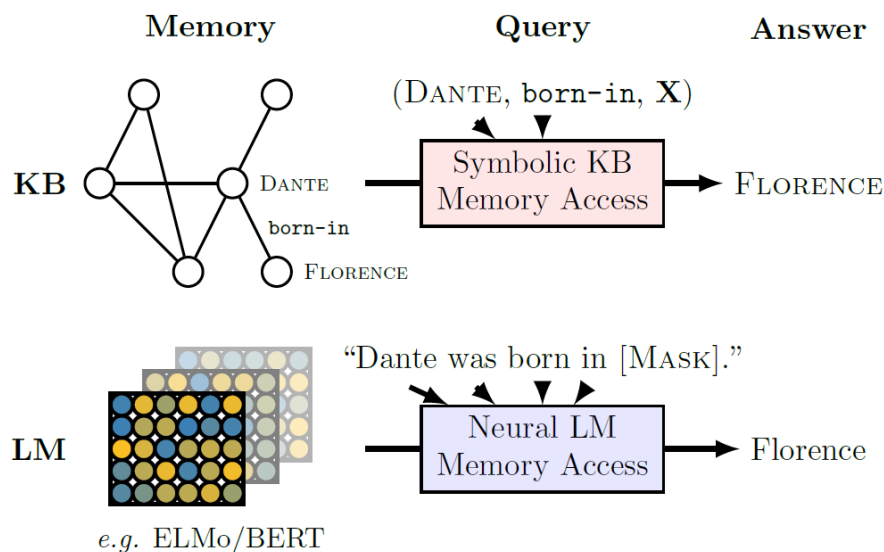 Memory Query Answer
(DANTE, born-in, X)
KB
DANTE
Symbolic KB
Memory Access
FLORENCE
born-in
FLORENCE
“Dante was born in [MASK].”
LM
Neural LM
Memory Access
Florence
e.g. ELMo/BERT